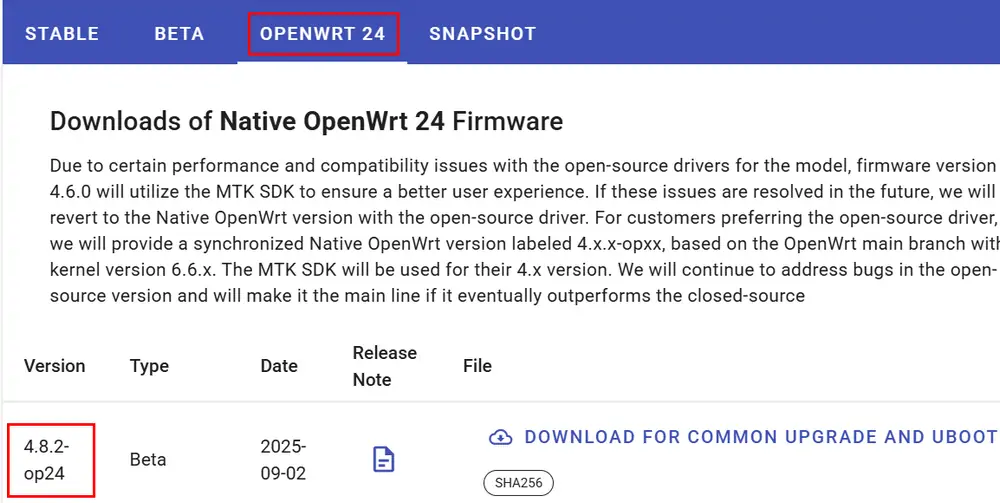 STABLE BETA OPENWRT 24 SNAPSHOT
Downloads of Native OpenWrt 24 Firmware
Due to certain performance and compatibility issues with the open-source drivers for the model, firmware version
4.6.0 will utilize the MTK SDK to ensure a better user experience. If these issues are resolved in the future, we will
revert to the Native OpenWrt version with the open-source driver. For customers preferring the open-source driver,
we will provide a synchronized Native OpenWrt version labeled 4.x.x-opxx, based on the OpenWrt main branch with
kernel version 6.6.x. The MTK SDK will be used for their 4.x version. We will continue to address bugs in the open-
source version and will make it the main line if it eventually outperforms the closed-source
Version Type Date Release Note File
4.8.2-
op24
Beta
2025-
09-02
DOWNLOAD FOR COMMON UPGRADE AND UBOOT
SHA256